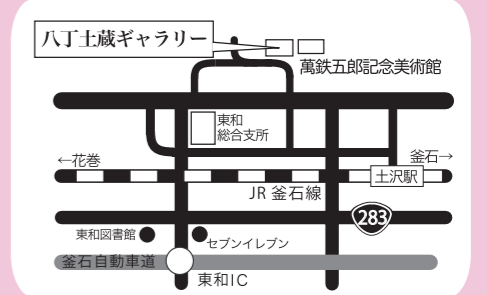 八丁土蔵ギャラリー
萬鉄五郎記念美術館
東和
総合支所
←花巻
釜石→
土沢駅
JR 釜石線
283
東和図書館
セブンイレブン
釜石自動車道
東和IC